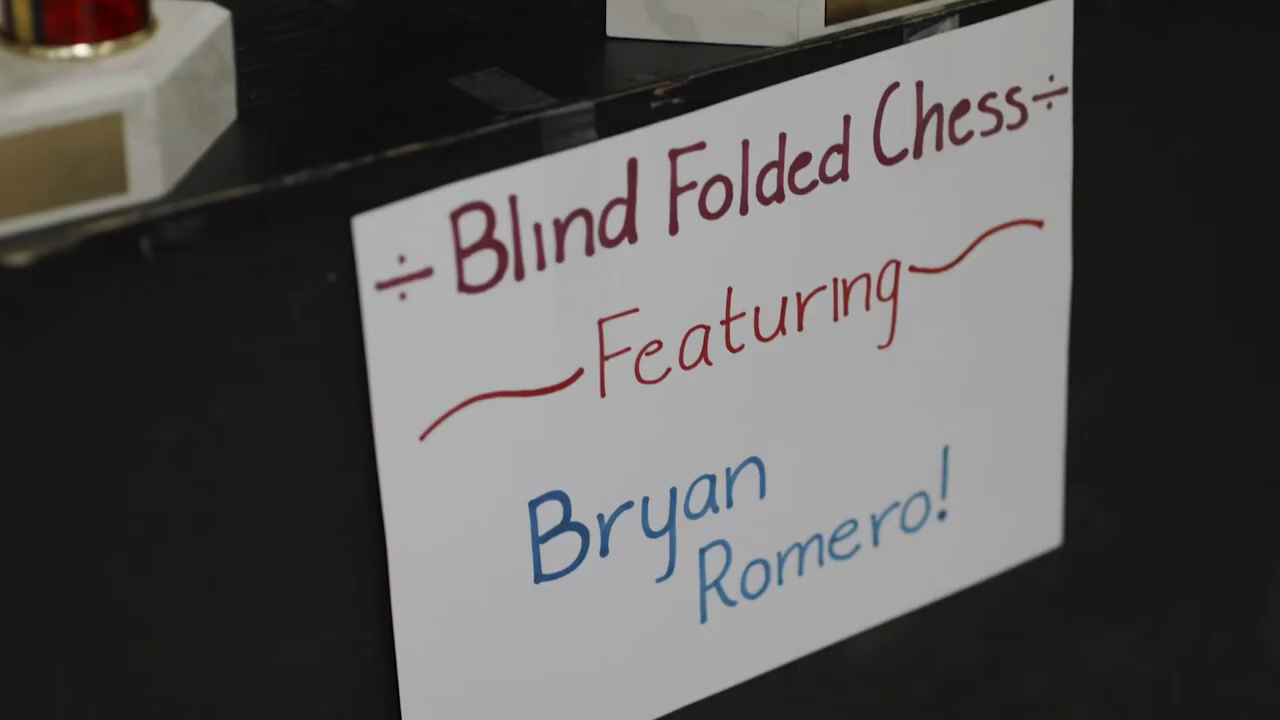 ÷ Blind Folded Chess ÷
~ Featuring ~
Bryan
Romero!